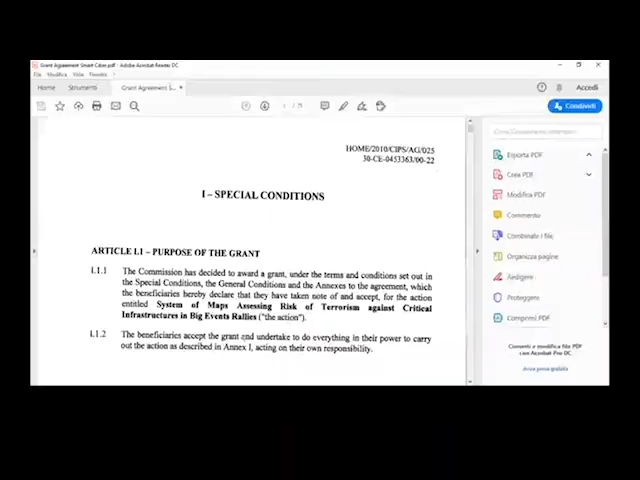 Grant Agreement Smart Ciber.pdf - Adobe Acrobat Reader DC
File Modifica Vista Finestra ?
Home Strumenti Grant Agreement S... × Accedi
1 / 75
Condividi
HOME/2010/CIPS/AG/025
30-CE-0453363/00-22
I – SPECIAL CONDITIONS
ARTICLE I.1 – PURPOSE OF THE GRANT
I.1.1 The Commission has decided to award a grant, under the terms and conditions set out in
the Special Conditions, the General Conditions and the Annexes to the agreement, which
the beneficiaries hereby declare that they have taken note of and accept, for the action
entitled System of Maps Assessing Risk of Terrorism against Critical
Infrastructures in Big Events Rallies ("the action").
I.1.2 The beneficiaries accept the grant and undertake to do everything in their power to carry
out the action as described in Annex I, acting on their own responsibility.
Esporta PDF
Crea PDF
Modifica PDF
Commento
Combina i file
Organizza pagine
Redigere
Proteggere
Comprimi PDF
Converti e modifica file PDF
con Acrobat Pro DC
Avvia prova gratuita